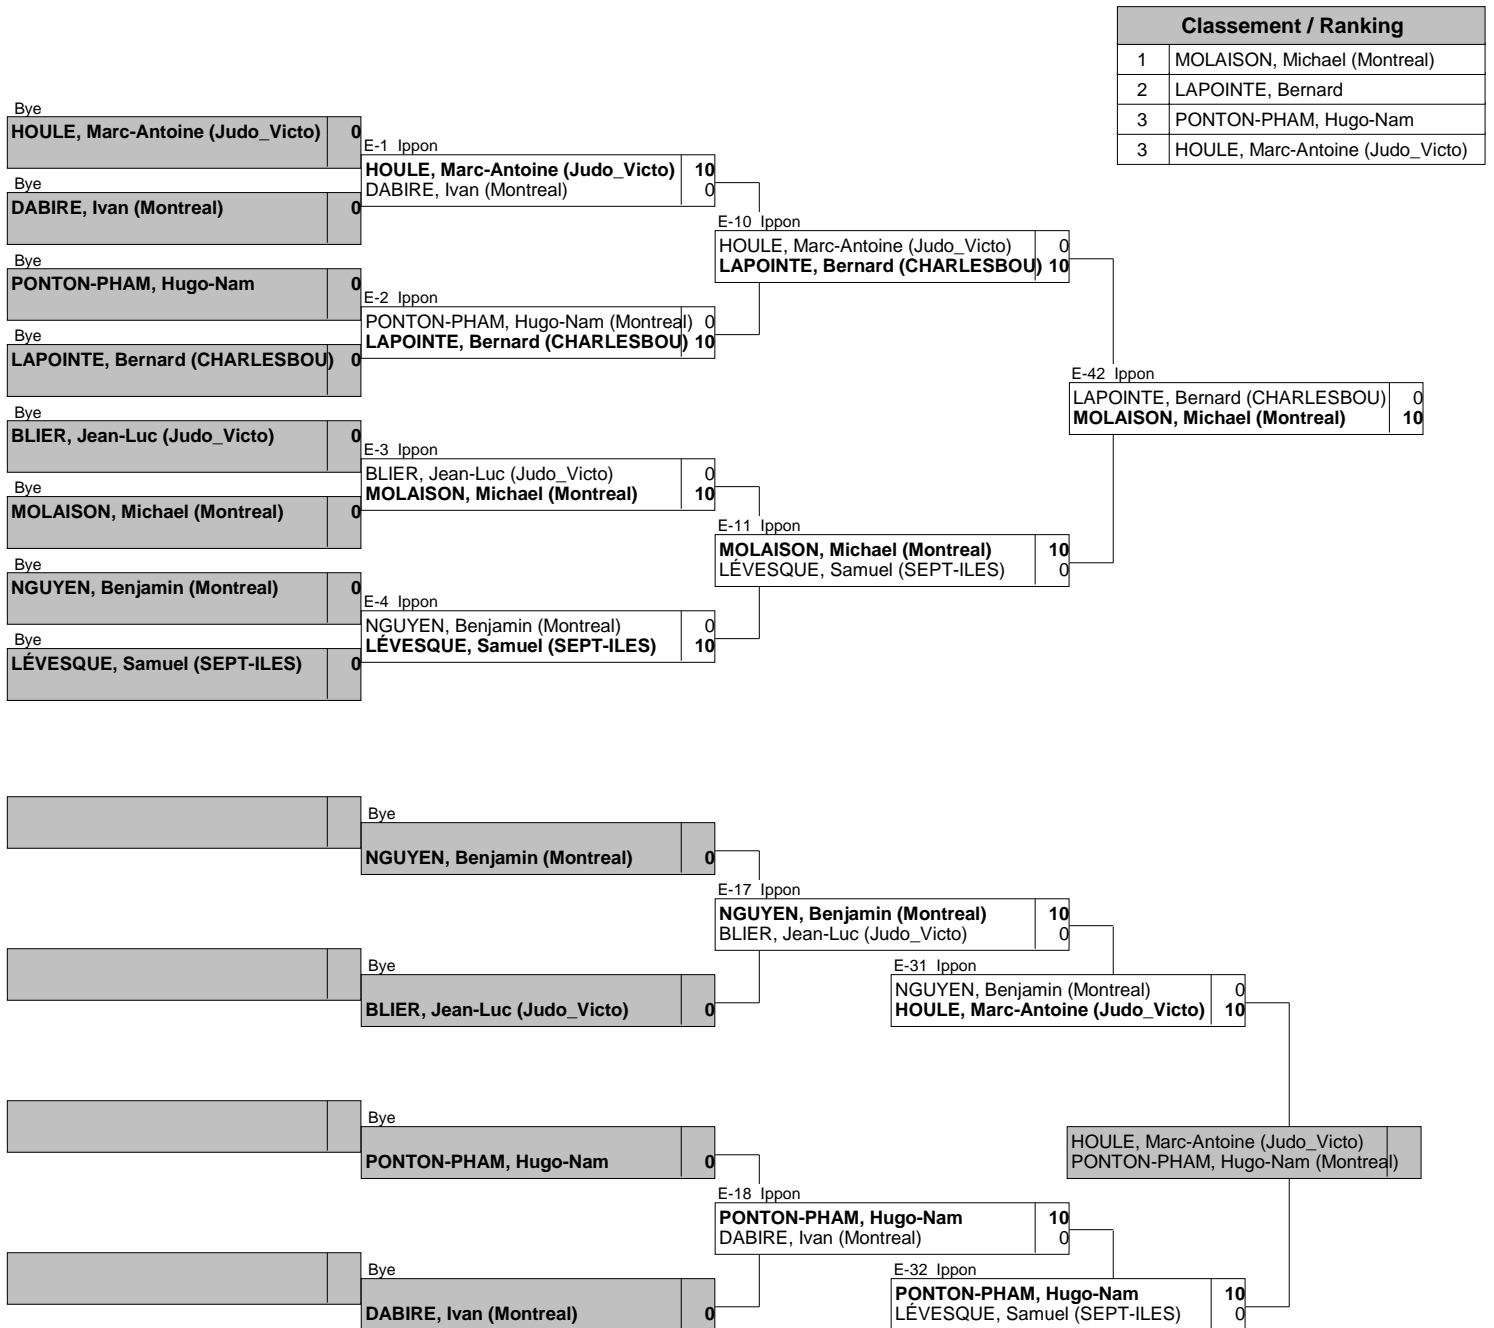 Classement / Ranking
1 MOLAISON, Michael (Montreal)
2 LAPOINTE, Bernard
3 PONTON-PHAM, Hugo-Nam
3 HOULE, Marc-Antoine (Judo_Victo)
Bye
HOULE, Marc-Antoine (Judo_Victo) 0
Bye
DABIRE, Ivan (Montreal) 0
Bye
PONTON-PHAM, Hugo-Nam 0
Bye
LAPOINTE, Bernard (CHARLESBOU) 0
Bye
BLIER, Jean-Luc (Judo_Victo) 0
Bye
MOLAISON, Michael (Montreal) 0
Bye
NGUYEN, Benjamin (Montreal) 0
Bye
LÉVESQUE, Samuel (SEPT-ILES) 0
E-1 Ippon
HOULE, Marc-Antoine (Judo_Victo) 10
DABIRE, Ivan (Montreal) 0
E-2 Ippon
PONTON-PHAM, Hugo-Nam (Montreal) 0
LAPOINTE, Bernard (CHARLESBOU) 10
E-3 Ippon
BLIER, Jean-Luc (Judo_Victo) 0
MOLAISON, Michael (Montreal) 10
E-4 Ippon
NGUYEN, Benjamin (Montreal) 0
LÉVESQUE, Samuel (SEPT-ILES) 10
E-10 Ippon
HOULE, Marc-Antoine (Judo_Victo) 0
LAPOINTE, Bernard (CHARLESBOU) 10
E-11 Ippon
MOLAISON, Michael (Montreal) 10
LÉVESQUE, Samuel (SEPT-ILES) 0
E-42 Ippon
LAPOINTE, Bernard (CHARLESBOU) 0
MOLAISON, Michael (Montreal) 10
Bye
NGUYEN, Benjamin (Montreal) 0
Bye
BLIER, Jean-Luc (Judo_Victo) 0
Bye
PONTON-PHAM, Hugo-Nam 0
Bye
DABIRE, Ivan (Montreal) 0
E-17 Ippon
NGUYEN, Benjamin (Montreal) 10
BLIER, Jean-Luc (Judo_Victo) 0
E-18 Ippon
PONTON-PHAM, Hugo-Nam 10
DABIRE, Ivan (Montreal) 0
E-31 Ippon
NGUYEN, Benjamin (Montreal) 0
HOULE, Marc-Antoine (Judo_Victo) 10
E-32 Ippon
PONTON-PHAM, Hugo-Nam 10
LÉVESQUE, Samuel (SEPT-ILES) 0
HOULE, Marc-Antoine (Judo_Victo)
PONTON-PHAM, Hugo-Nam (Montreal)